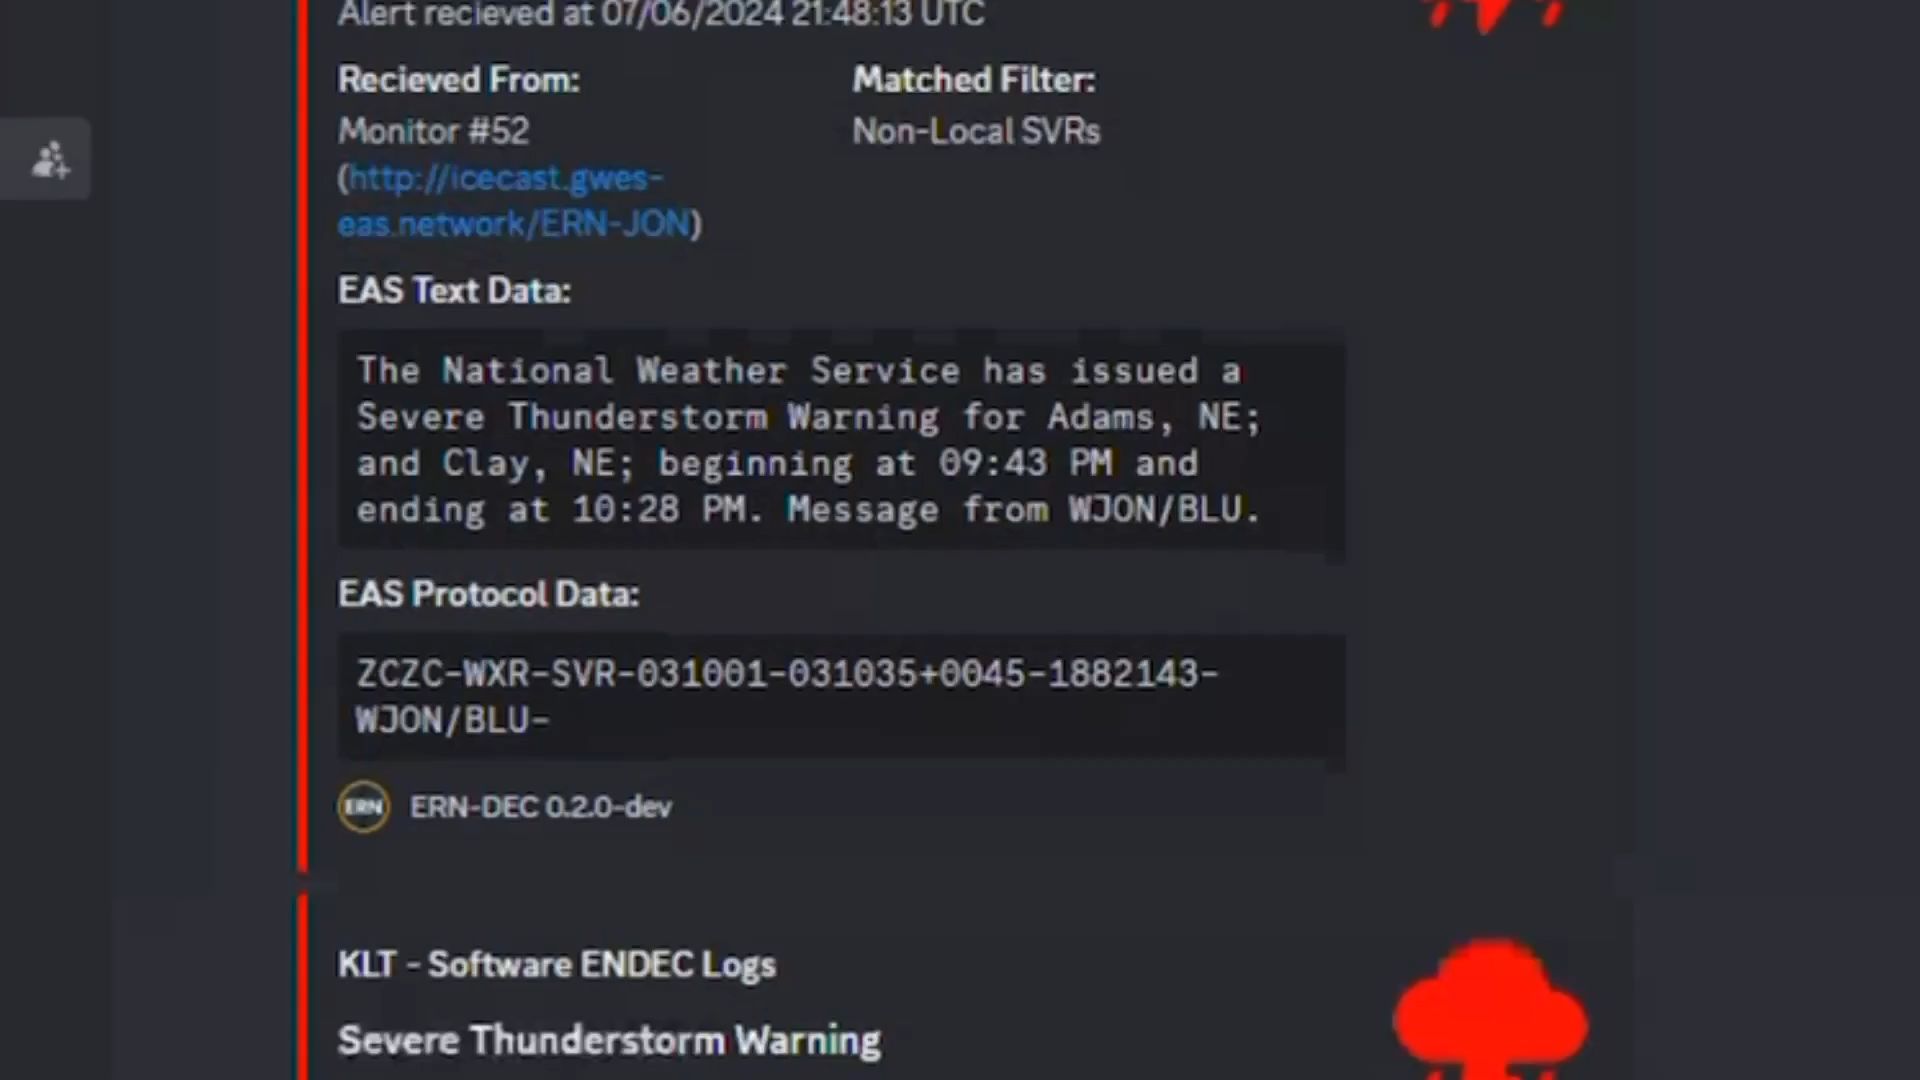 Alert recieved at 07/06/2024 21:48:13 UTC
Recieved From:
Matched Filter:
Monitor #52
Non-Local SVRs
(http://icecast.gwes-
eas.network/ERN-JON)
EAS Text Data:
The National Weather Service has issued a
Severe Thunderstorm Warning for Adams, NE;
and Clay, NE; beginning at 09:43 PM and
ending at 10:28 PM. Message from WJON/BLU.
EAS Protocol Data:
ZCZC-WXR-SVR-031001-031035+0045-1882143-
WJON/BLU-
ERN ERN-DEC 0.2.0-dev
KLT - Software ENDEC Logs
Severe Thunderstorm Warning